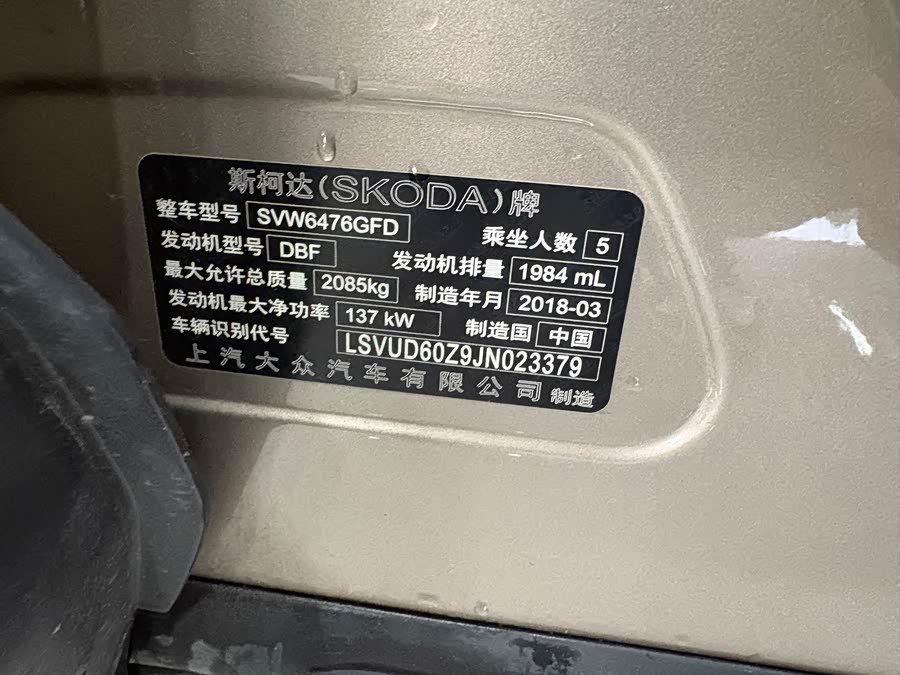 斯柯达(SKODA)牌
整车型号 SVW6476GFD 乘坐人数 5
发动机型号 DBF 发动机排量 1984 mL
最大允许总质量 2085kg 制造年月 2018-03
发动机最大净功率 137 kW 制造国 中国
车辆识别代号 LSVUD60Z9JN023379
上汽大众汽车有限公司 制造